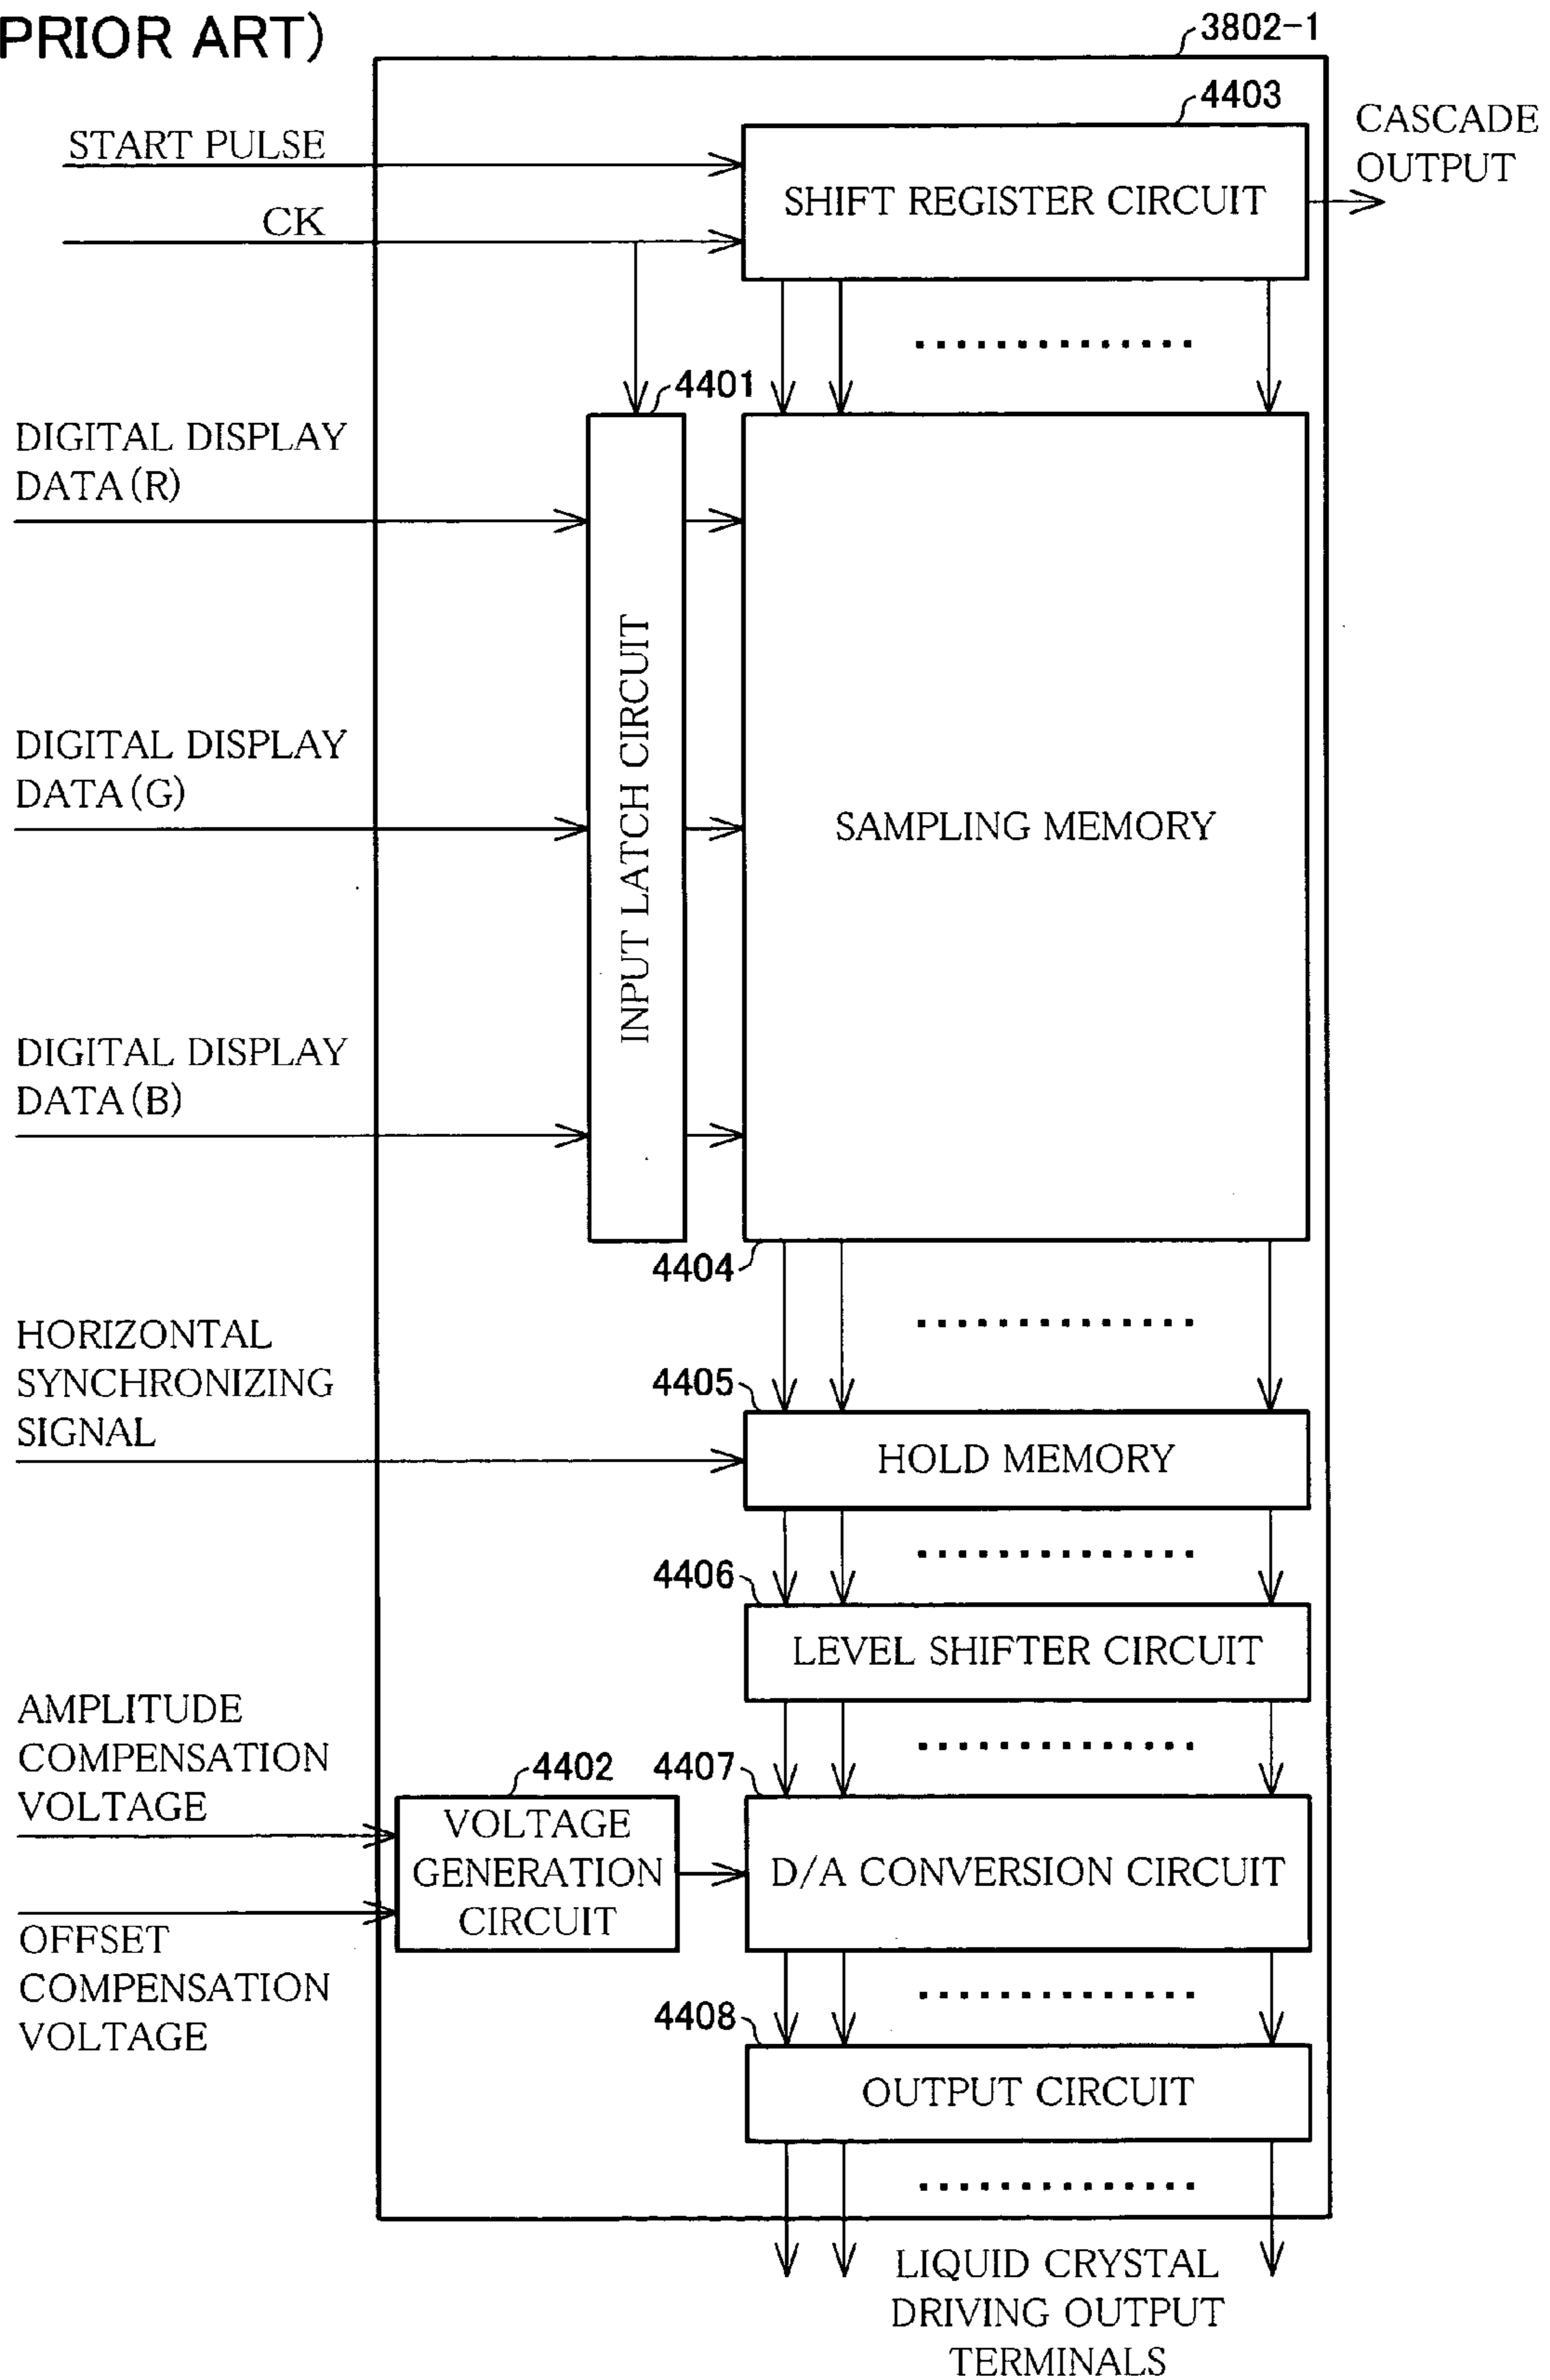 PRIOR ART)
3802-1
4403
START PULSE
CK
SHIFT REGISTER CIRCUIT
CASCADE
OUTPUT
4401
DIGITAL DISPLAY
DATA(R)
INPUT LATCH CIRCUIT
DIGITAL DISPLAY
DATA(G)
SAMPLING MEMORY
DIGITAL DISPLAY
DATA(B)
4404
HORIZONTAL
SYNCHRONIZING
SIGNAL
4405
HOLD MEMORY
4406
LEVEL SHIFTER CIRCUIT
AMPLITUDE
COMPENSATION
VOLTAGE
4402
VOLTAGE
GENERATION
CIRCUIT
4407
D/A CONVERSION CIRCUIT
OFFSET
COMPENSATION
VOLTAGE
4408
OUTPUT CIRCUIT
LIQUID CRYSTAL
DRIVING OUTPUT
TERMINALS